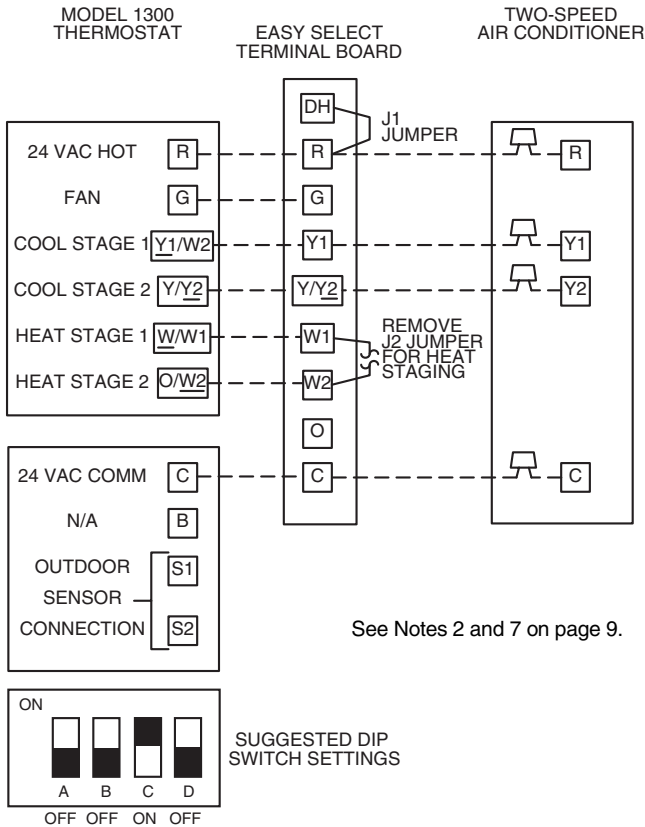 MODEL 1300
THERMOSTAT
EASY SELECT
TERMINAL BOARD
TWO-SPEED
AIR CONDITIONER
DH
J1
JUMPER
24 VAC HOT R R R
FAN G G
COOL STAGE 1 Y1/W2 Y1 Y1
COOL STAGE 2 Y/Y2 Y/Y2 Y2
HEAT STAGE 1 W/W1 W1
HEAT STAGE 2 O/W2 W2
REMOVE
J2 JUMPER
FOR HEAT
STAGING
O
24 VAC COMM C C C
N/A B
OUTDOOR S1
SENSOR
CONNECTION S2
See Notes 2 and 7 on page 9.
ON
A B C D
OFF OFF ON OFF
SUGGESTED DIP
SWITCH SETTINGS